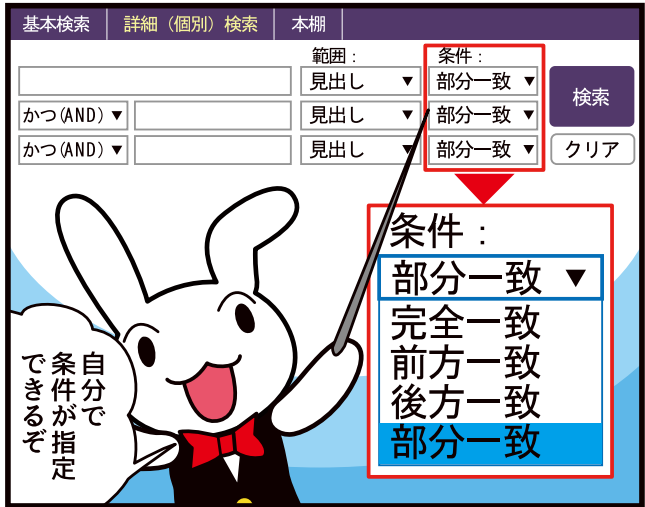 基本検索 詳細（個別）検索 本棚
範囲： 条件：
見出し ▼ 部分一致 ▼ 検索
かつ(AND) ▼ 見出し ▼ 部分一致 ▼
かつ(AND) ▼ 見出し ▼ 部分一致 ▼ クリア
条件：
部分一致 ▼
完全一致
前方一致
後方一致
部分一致
自分で
条件が指定
できるぞ